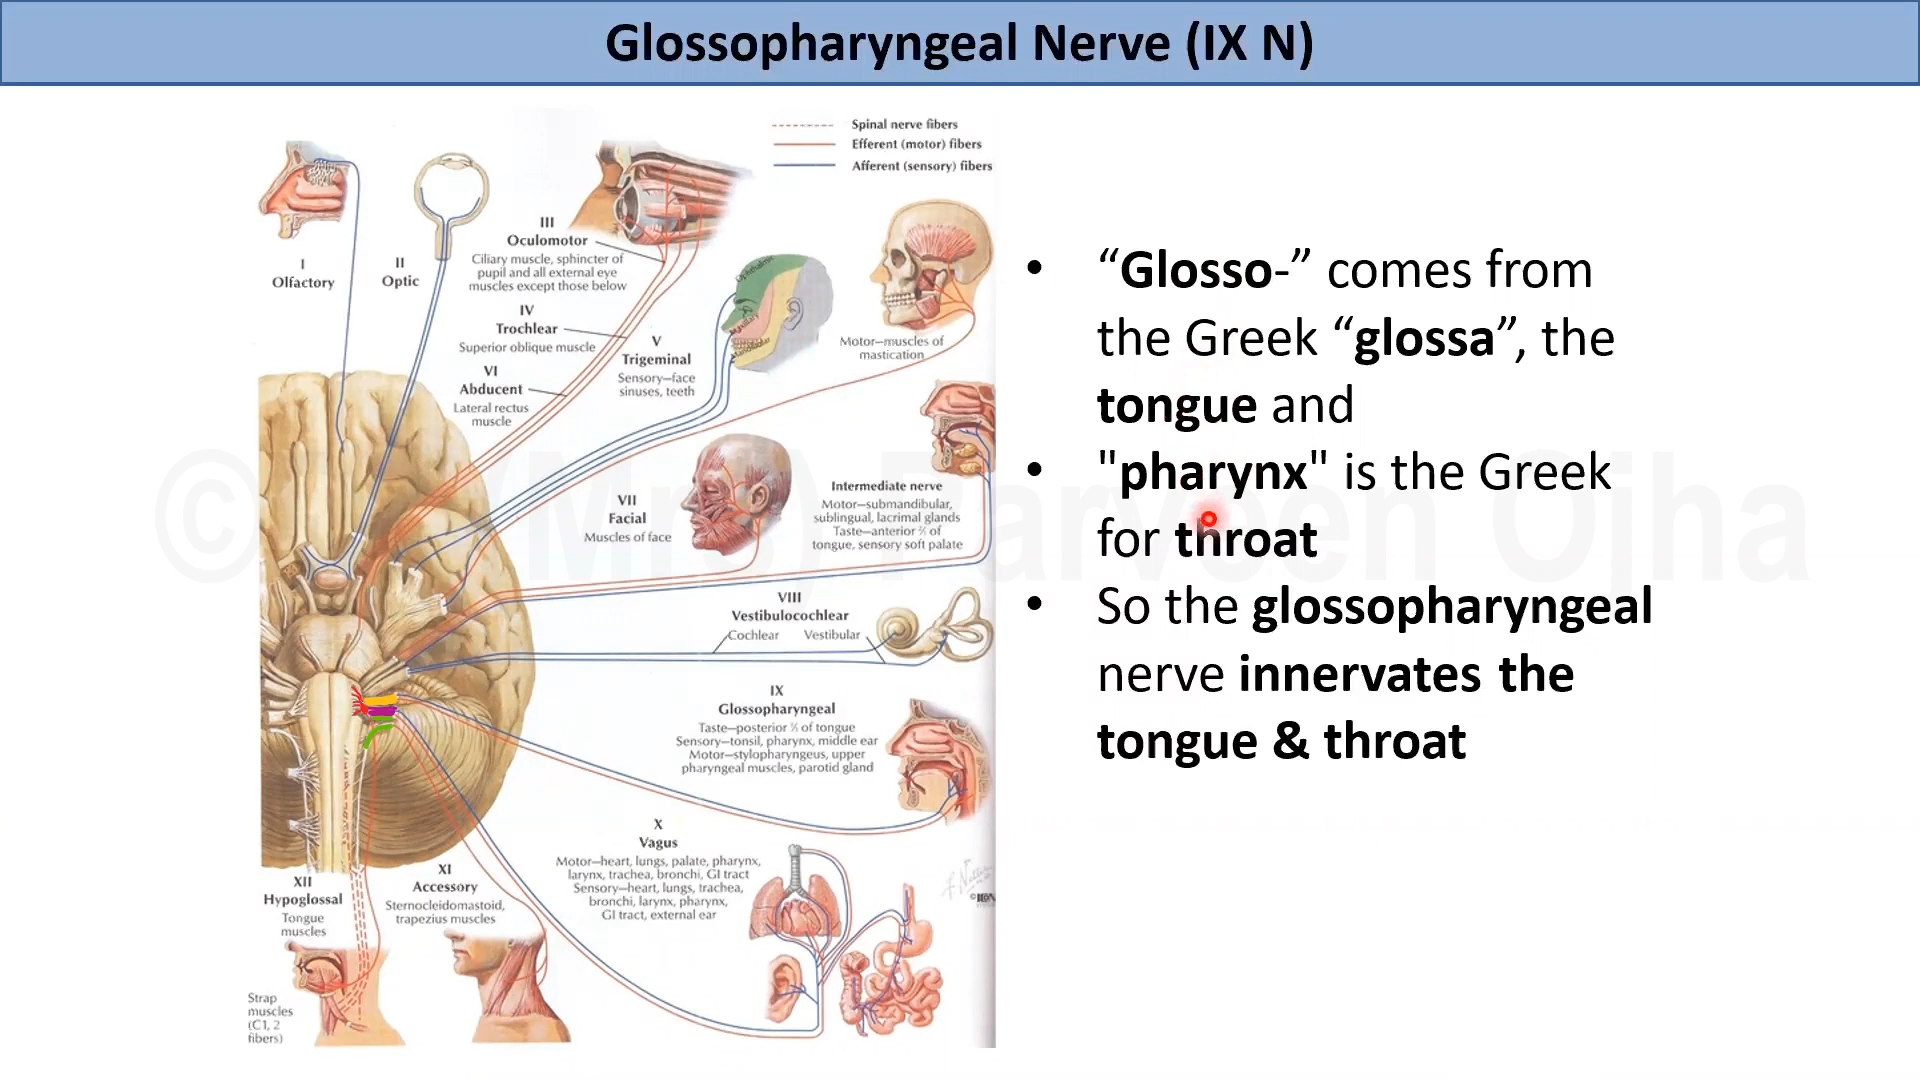 Glossopharyngeal Nerve (IX N)
Spinal nerve fibers
Efferent (motor) fibers
Afferent (sensory) fibers
I
Olfactory
II
Optic
III
Oculomotor
Ciliary muscle, sphincter of
pupil and all external eye
muscles except those below
IV
Trochlear
Superior oblique muscle
VI
Abducent
Lateral rectus
muscle
V
Trigeminal
Sensory—face
sinuses, teeth
Ophthalmic
Maxillary
Mandibular
Motor—muscles of
mastication
VII
Facial
Muscles of face
Intermediate nerve
Motor—submandibular,
sublingual, lacrimal glands
Taste—anterior ⅔ of
tongue, sensory soft palate
VIII
Vestibulocochlear
Cochlear Vestibular
IX
Glossopharyngeal
Taste—posterior ⅓ of tongue
Sensory—tonsil, pharynx, middle ear
Motor—stylopharyngeus, upper
pharyngeal muscles, parotid gland
X
Vagus
Motor—heart, lungs, palate, pharynx,
larynx, trachea, bronchi, GI tract
Sensory—heart, lungs, trachea,
bronchi, larynx, pharynx,
GI tract, external ear
XII
Hypoglossal
Tongue
muscles
XI
Accessory
Sternocleidomastoid,
trapezius muscles
Strap
muscles
(C1, 2
fibers)
• “Glosso-” comes from
the Greek “glossa”, the
tongue and
• "pharynx" is the Greek
for throat
• So the glossopharyngeal
nerve innervates the
tongue & throat
© (Mrs) Parveen Ojha